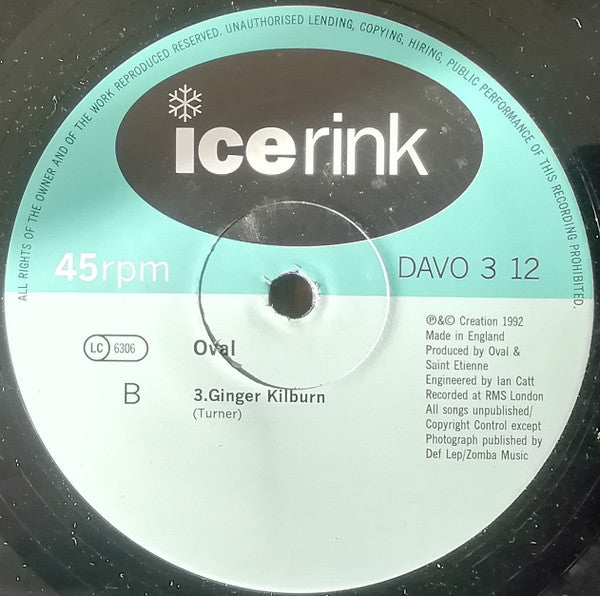 ALL RIGHTS OF THE OWNER AND OF THE WORK REPRODUCED RESERVED. UNAUTHORISED LENDING, COPYING, HIRING, PUBLIC PERFORMANCE OF THIS RECORDING PROHIBITED.
icerink
45rpm
DAVO 3 12
LC 6306
Oval
B
3.Ginger Kilburn
(Turner)
℗&© Creation 1992
Made in England
Produced by Oval &
Saint Etienne
Engineered by Ian Catt
Recorded at RMS London
All songs unpublished/
Copyright Control except
Photograph published by
Def Lep/Zomba Music